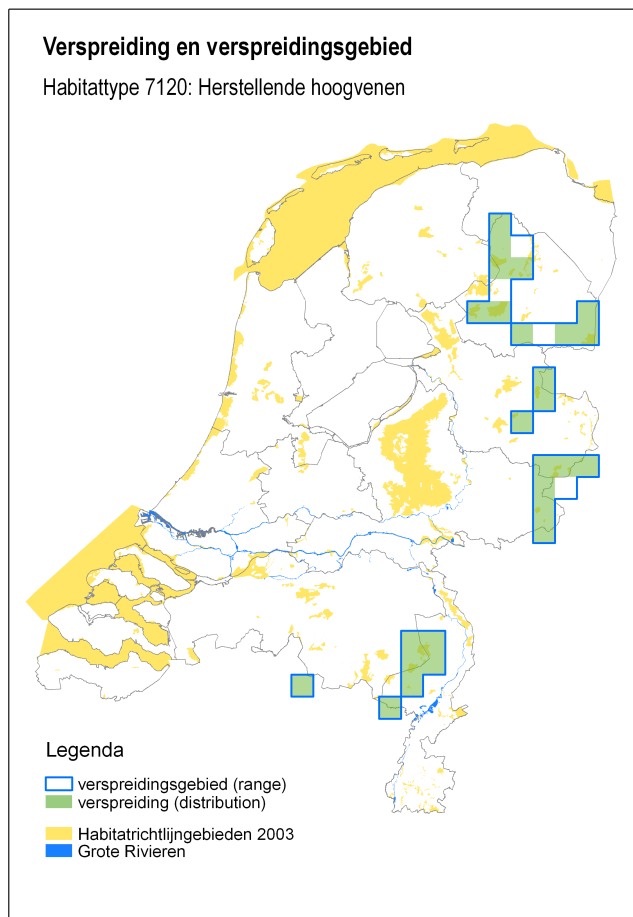 Verspreiding en verspreidingsgebied
Habitattype 7120: Herstellende hoogvenen
Legenda
verspreidingsgebied (range)
verspreiding (distribution)
Habitatrichtlijngebieden 2003
Grote Rivieren